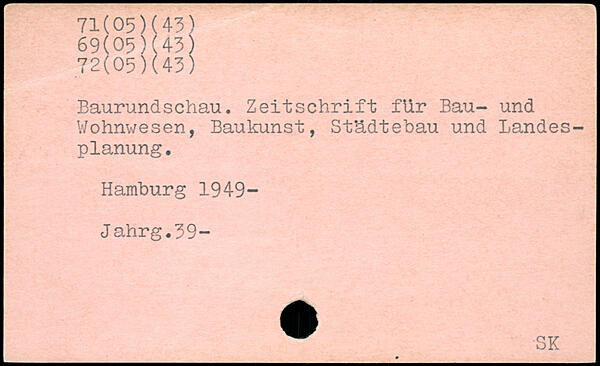 71(05)(43)
69(05)(43)
72(05)(43)
Baurundschau. Zeitschrift für Bau- und
Wohnwesen, Baukunst, Städtebau und Landes-
planung.
Hamburg 1949-
Jahrg.39-
SK